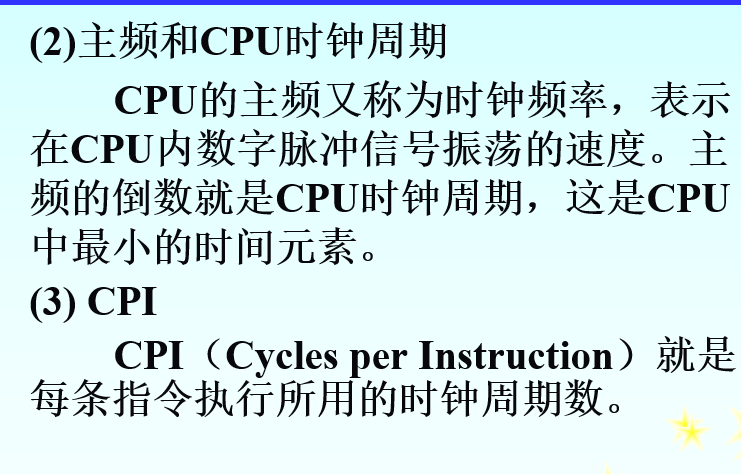 (2)主频和CPU时钟周期
CPU的主频又称为时钟频率，表示
在CPU内数字脉冲信号振荡的速度。主
频的倒数就是CPU时钟周期，这是CPU
中最小的时间元素。
(3) CPI
CPI（Cycles per Instruction）就是
每条指令执行所用的时钟周期数。